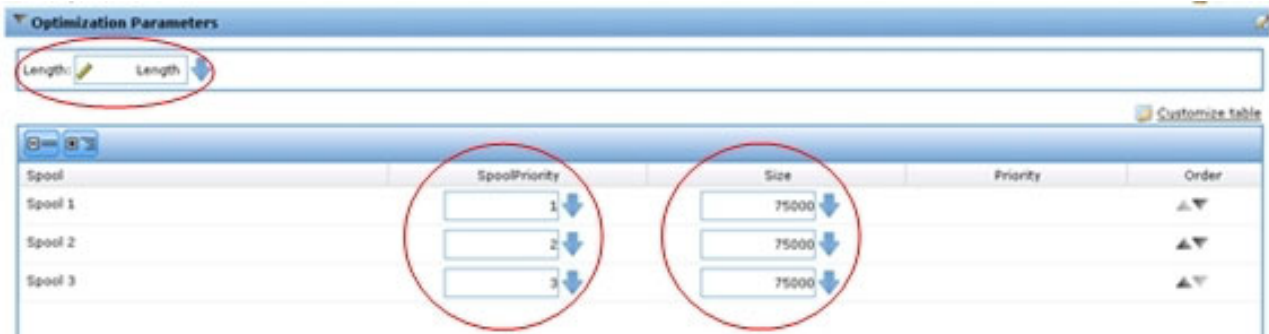 Optimization Parameters
Length: Length
Customize table
Spool SpoolPriority Size Priority Order
Spool 1 1 75000
Spool 2 2 75000
Spool 3 3 75000